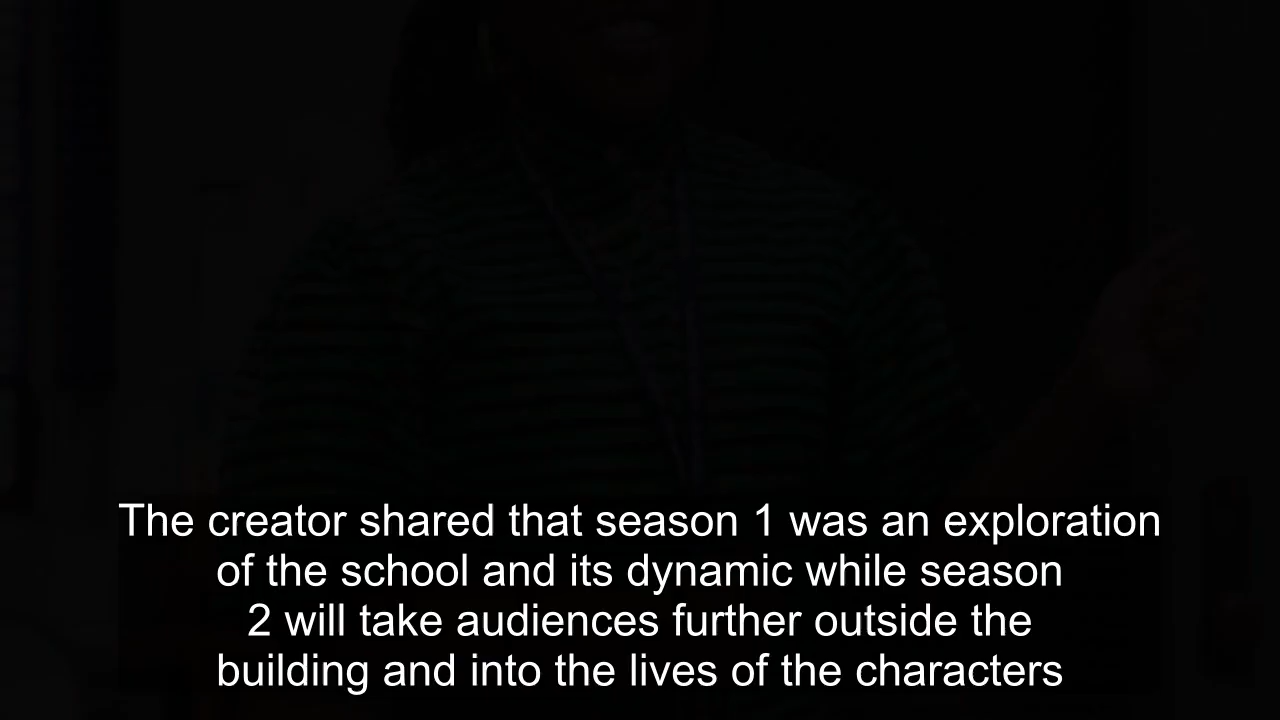 The creator shared that season 1 was an exploration
of the school and its dynamic while season
2 will take audiences further outside the
building and into the lives of the characters